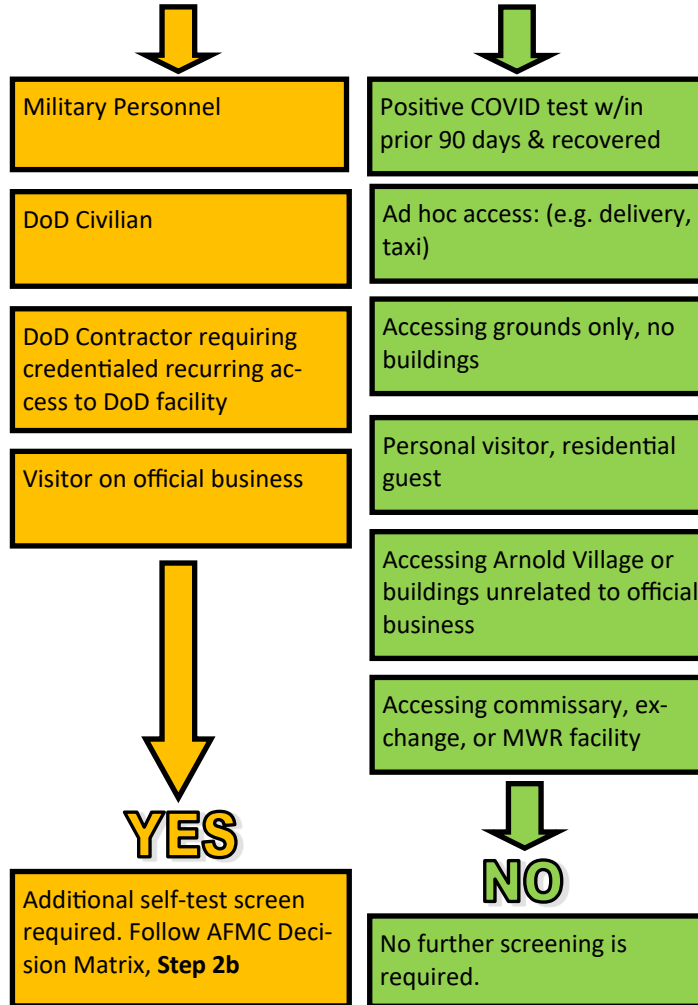 Military Personnel
DoD Civilian
DoD Contractor requiring
credentialed recurring ac-
cess to DoD facility
Visitor on official business
YES
Additional self-test screen
required. Follow AFMC Deci-
sion Matrix, Step 2b
Positive COVID test w/in
prior 90 days & recovered
Ad hoc access: (e.g. delivery,
taxi)
Accessing grounds only, no
buildings
Personal visitor, residential
guest
Accessing Arnold Village or
buildings unrelated to official
business
Accessing commissary, ex-
change, or MWR facility
NO
No further screening is
required.